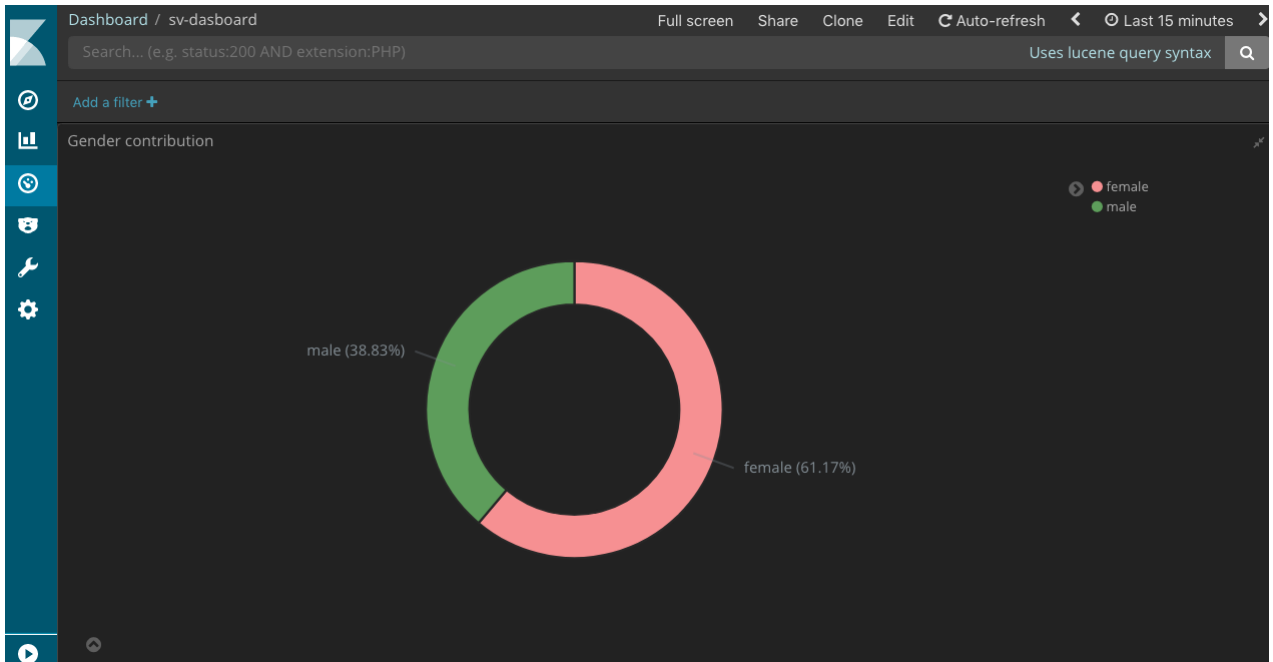 Dashboard / sv-dasboard Full screen Share Clone Edit Auto-refresh Last 15 minutes
Search... (e.g. status:200 AND extension:PHP) Uses lucene query syntax
Add a filter +
Gender contribution
female
male
male (38.83%)
female (61.17%)